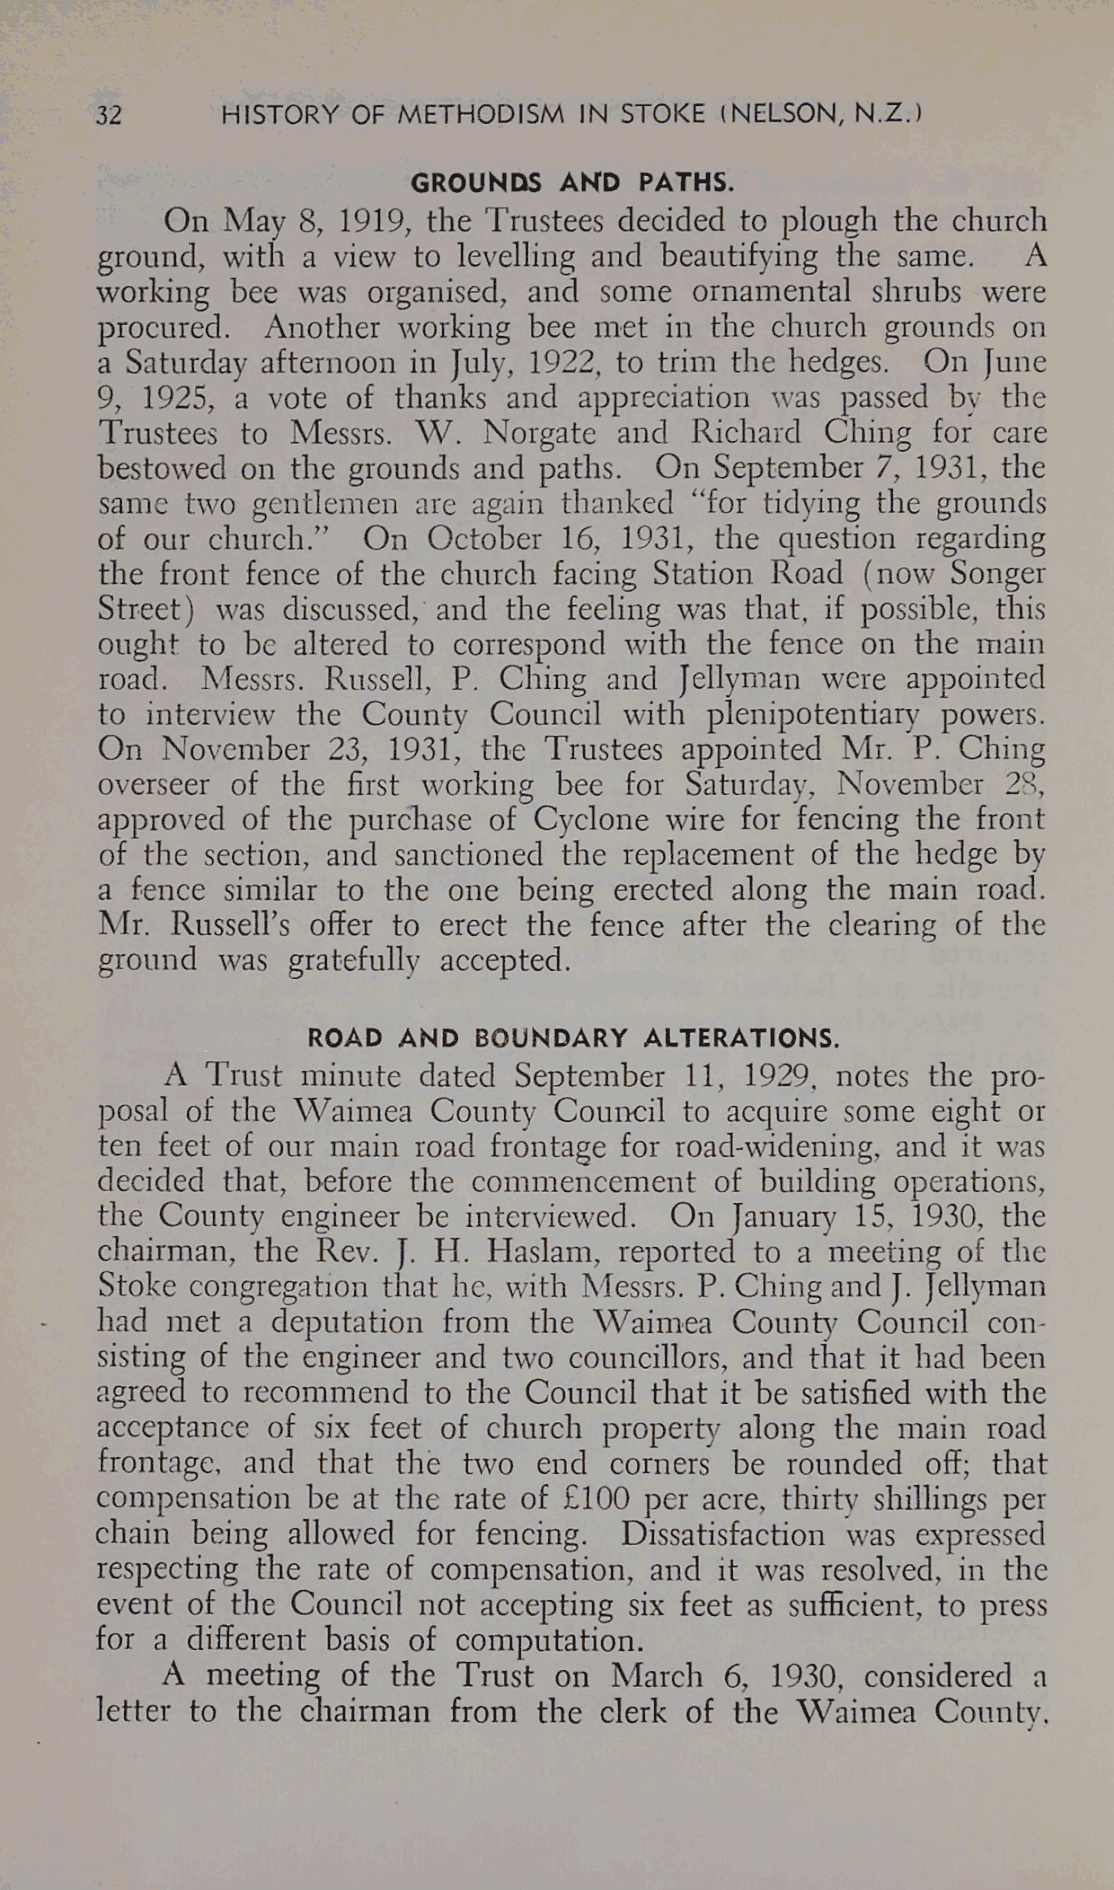 32 HISTORY OF METHODISM IN STOKE (NELSON, N.Z.)
GROUNDS AND PATHS.
On May 8, 1919, the Trustees decided to plough the church
ground, with a view to levelling and beautifying the same. A
working bee was organised, and some ornamental shrubs were
procured. Another working bee met in the church grounds on
a Saturday afternoon in July, 1922, to trim the hedges. On June
9, 1925, a vote of thanks and appreciation was passed by the
Trustees to Messrs. W. Norgate and Richard Ching for care
bestowed on the grounds and paths. On September 7, 1931, the
same two gentlemen are again thanked "for tidying the grounds
of our church." On October 16, 1931, the question regarding
the front fence of the church facing Station Road (now Songer
Street) was discussed, and the feeling was that, if possible, this
ought to be altered to correspond with the fence on the main
road. Messrs. Russell, P. Ching and Jellyman were appointed
to interview the County Council with plenipotentiary powers.
On November 23, 1931, the Trustees appointed Mr. P. Ching
overseer of the first working bee for Saturday, November 28,
approved of the purchase of Cyclone wire for fencing the front
of the section, and sanctioned the replacement of the hedge by
a fence similar to the one being erected along the main road.
Mr. Russell's offer to erect the fence after the clearing of the
ground was gratefully accepted.
ROAD AND BOUNDARY ALTERATIONS.
A Trust minute dated September 11, 1929, notes the pro-
posal of the Waimea County Council to acquire some eight or
ten feet of our main road frontage for road-widening, and it was
decided that, before the commencement of building operations,
the County engineer be interviewed. On January 15, 1930, the
chairman, the Rev. J. H. Haslam, reported to a meeting of the
Stoke congregation that he, with Messrs. P. Ching and J. Jellyman
had met a deputation from the Waimea County Council con-
sisting of the engineer and two councillors, and that it had been
agreed to recommend to the Council that it be satisfied with the
acceptance of six feet of church property along the main road
frontage, and that the two end corners be rounded off; that
compensation be at the rate of £100 per acre, thirty shillings per
chain being allowed for fencing. Dissatisfaction was expressed
respecting the rate of compensation, and it was resolved, in the
event of the Council not accepting six feet as sufficient, to press
for a different basis of computation.
A meeting of the Trust on March 6, 1930, considered a
letter to the chairman from the clerk of the Waimea County,